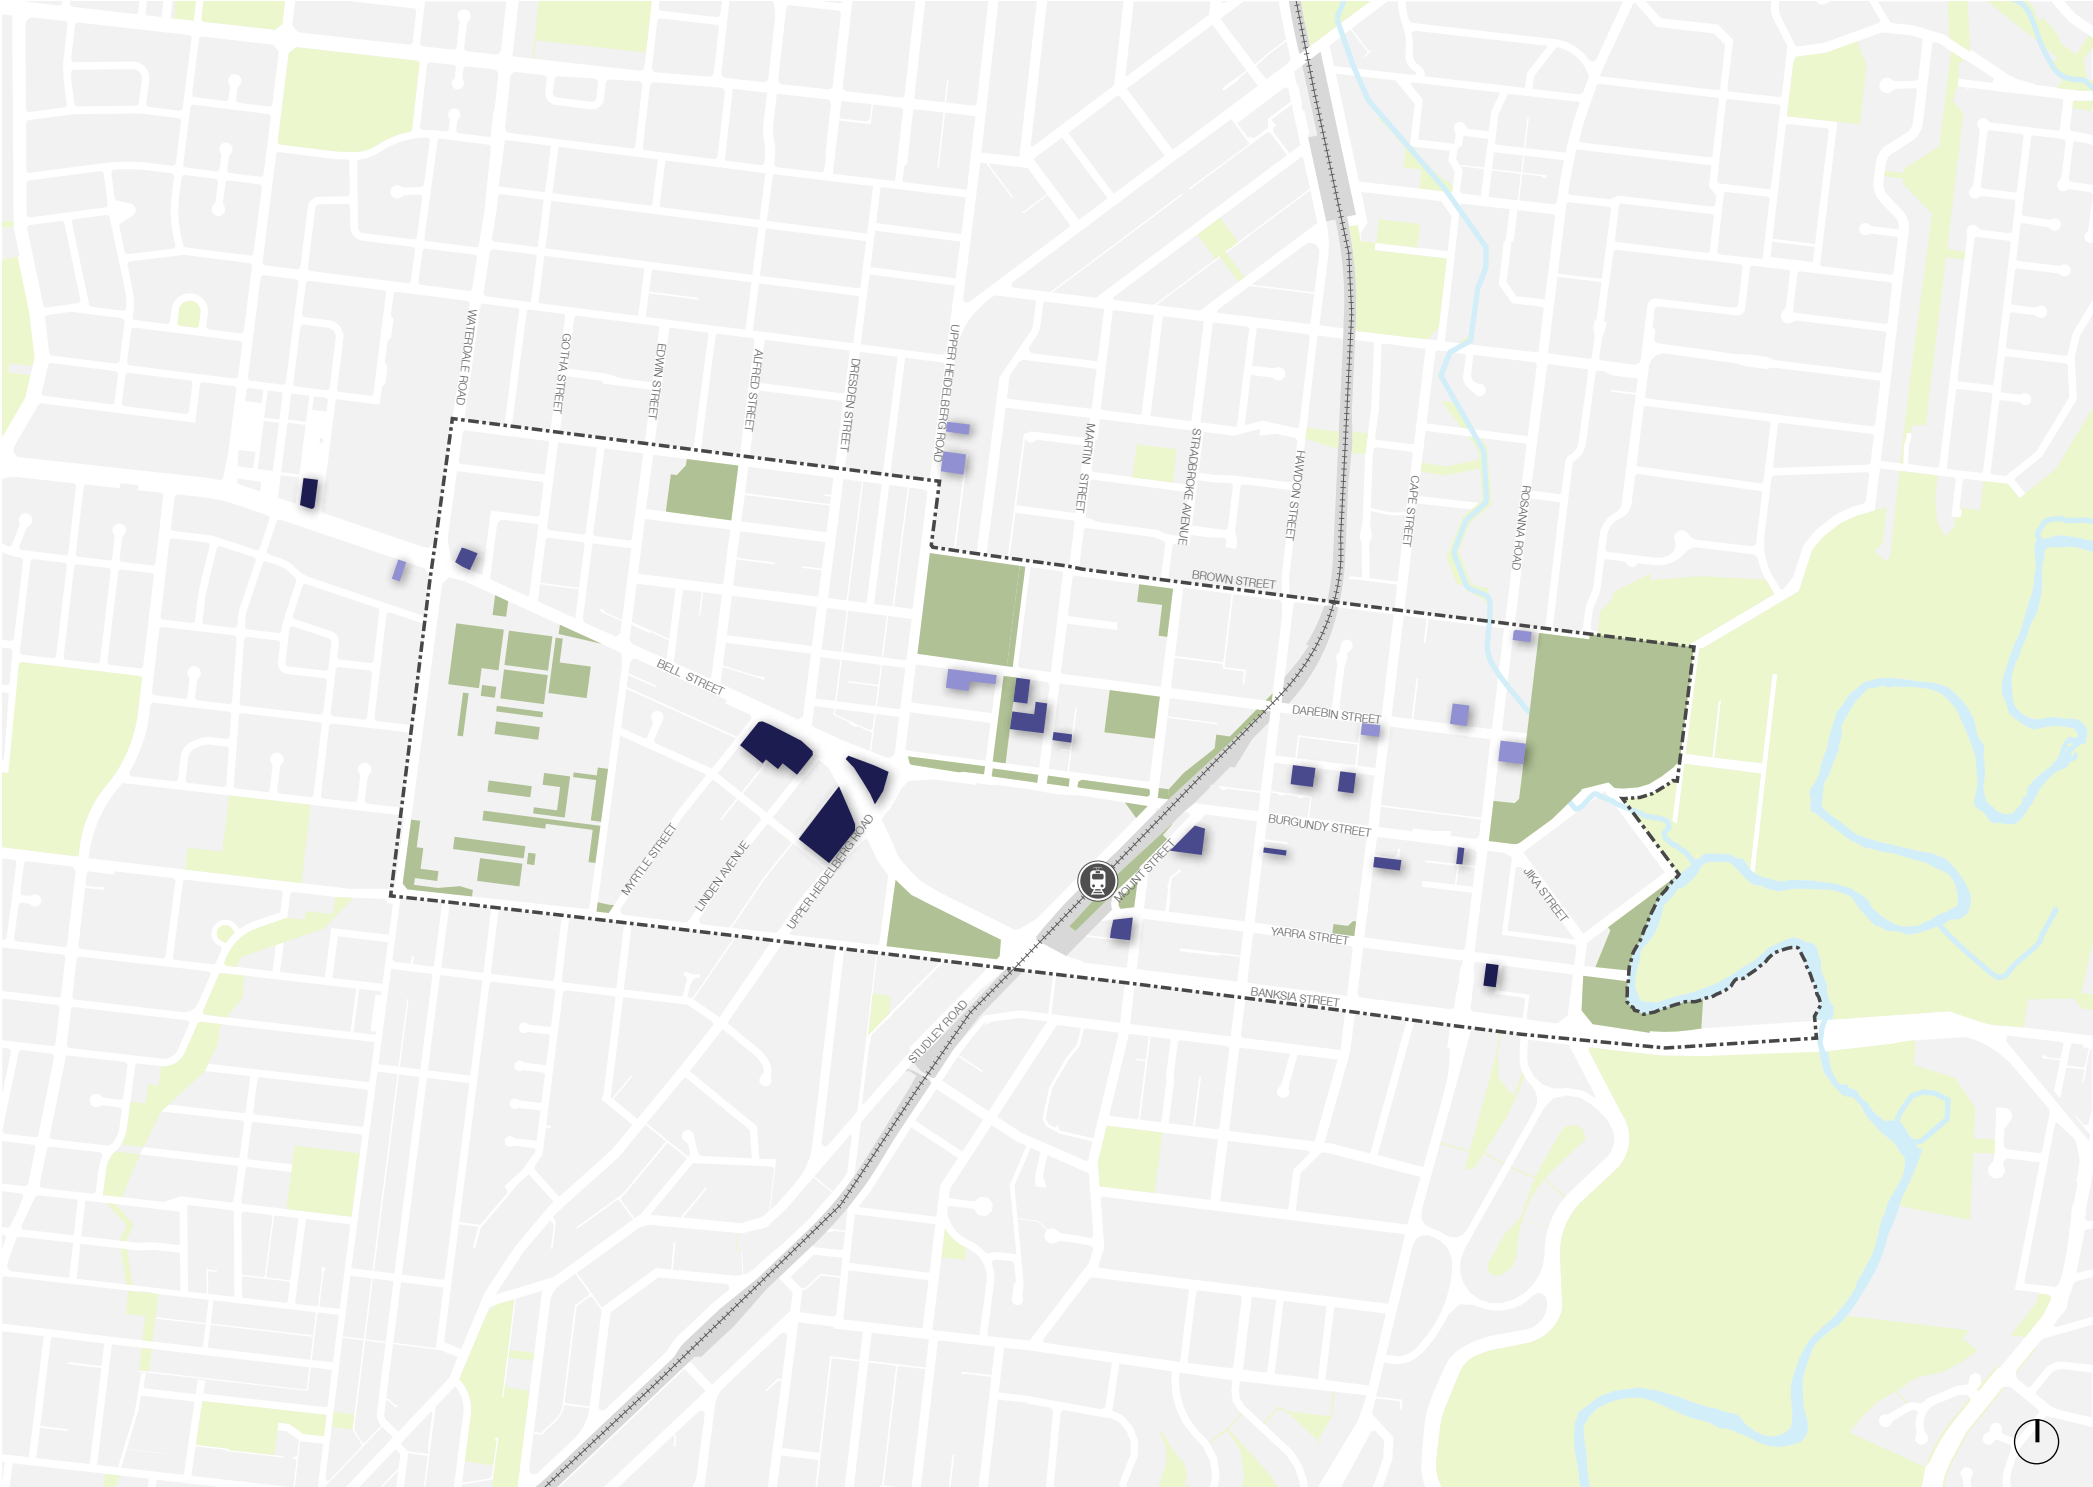 WATERDALE ROAD
GOTHA STREET
EDWIN STREET
ALFRED STREET
DRESDEN STREET
UPPER HEIDELBERG ROAD
MARTIN STREET
STRADBROKE AVENUE
HAWDON STREET
CAPE STREET
ROSANNA ROAD
BROWN STREET
BELL STREET
DAREBIN STREET
BURGUNDY STREET
MYRTLE STREET
LINDEN AVENUE
UPPER HEIDELBERG ROAD
MOUNT STREET
JIKA STREET
YARRA STREET
BANKSIA STREET
STUDLEY ROAD